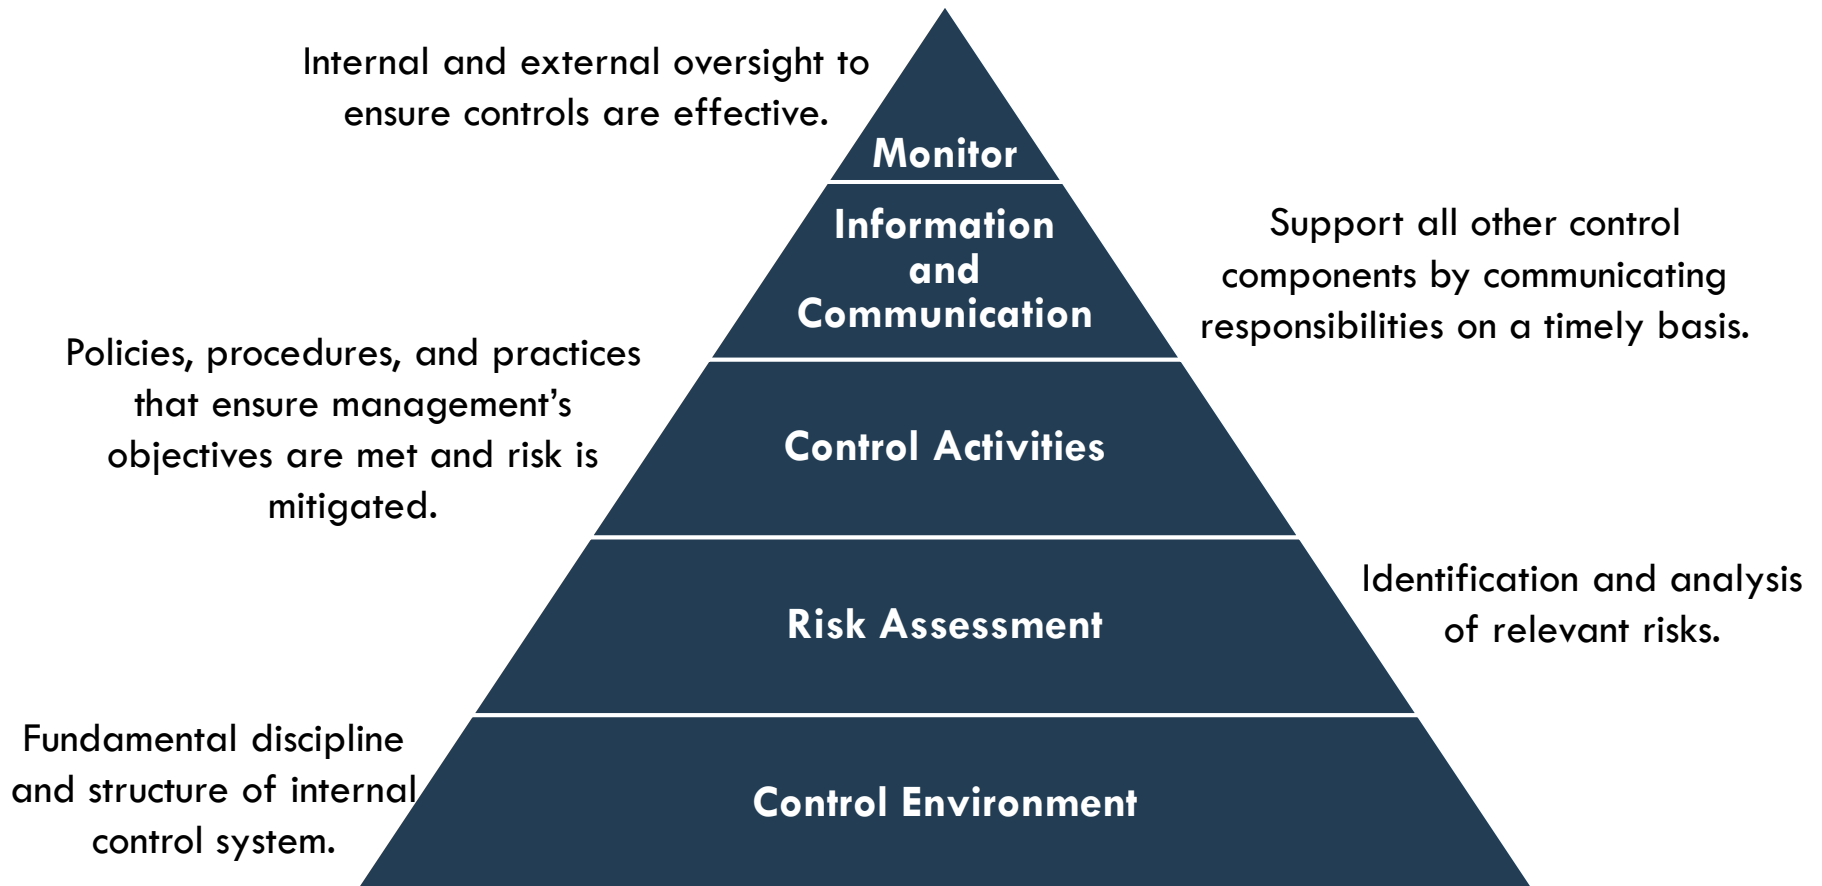 Internal and external oversight to
ensure controls are effective.
Monitor
Information
and
Communication
Support all other control
components by communicating
responsibilities on a timely basis.
Policies, procedures, and practices
that ensure management’s
objectives are met and risk is
mitigated.
Control Activities
Risk Assessment
Identification and analysis
of relevant risks.
Fundamental discipline
and structure of internal
control system.
Control Environment